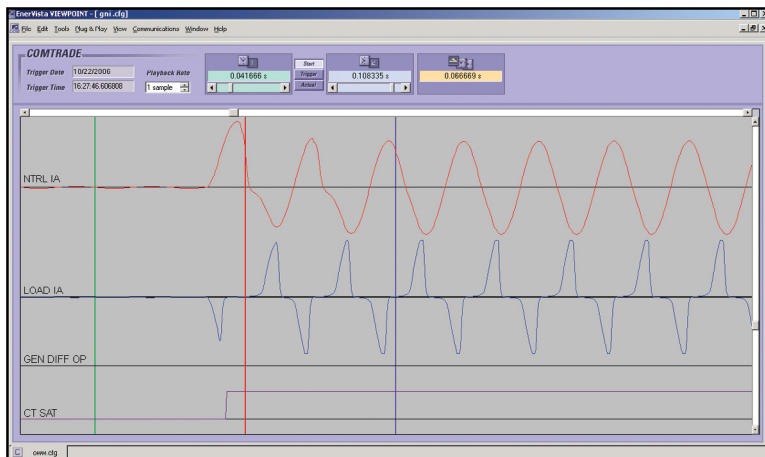 EnerVista VIEWPOINT - [ gni.cfg]
File Edit Tools Plug & Play View Communications Window Help
COMTRADE
Trigger Date 10/22/2006 Playback Rate
Trigger Time 16:27:46.606808 1 sample
0.041666 s
Start
Trigger
Actual
0.108335 s
0.066669 s
NTRL IA
LOAD IA
GEN DIFF OP
CT SAT